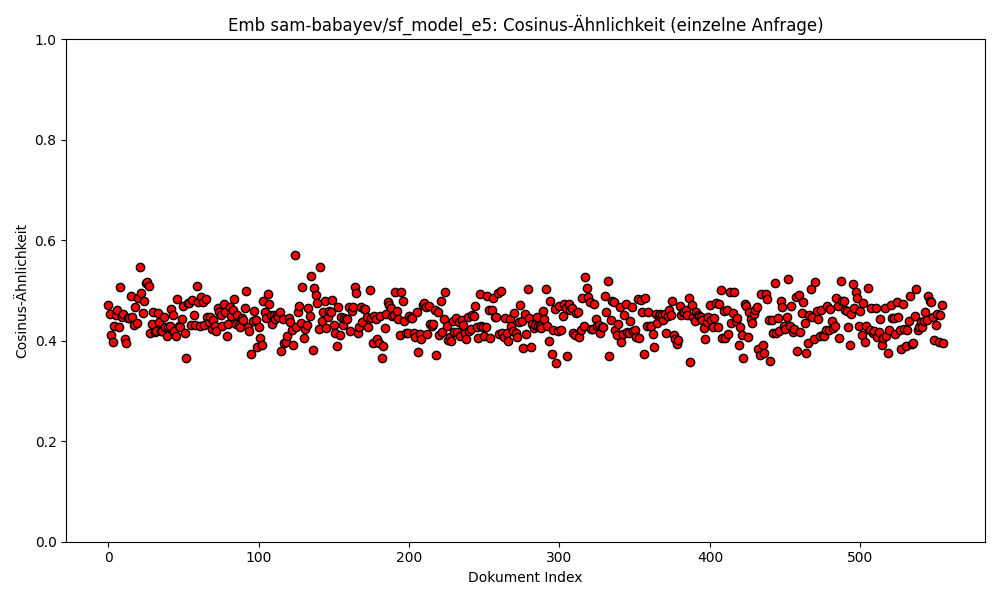 Emb sam-babayev/sf_model_e5: Cosinus-Ähnlichkeit (einzelne Anfrage)
Cosinus-Ähnlichkeit
1.0
0.8
0.6
0.4
0.2
0.0
0 100 200 300 400 500
Dokument Index